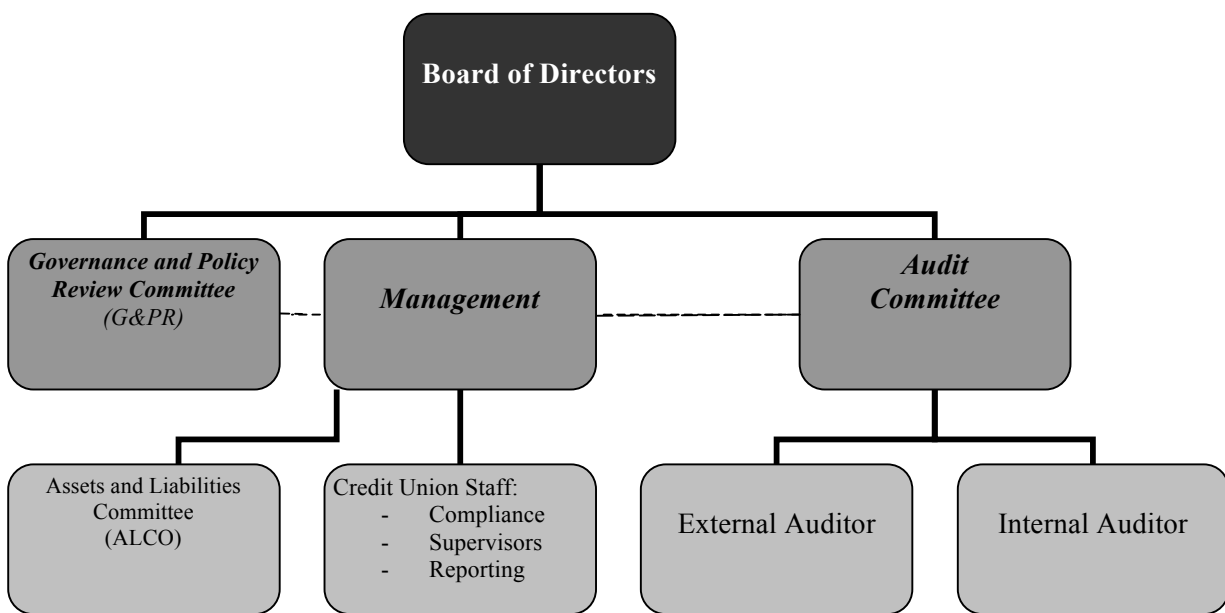 Board of Directors
Governance and Policy
Review Committee
(G&PR)
Management
Audit
Committee
Assets and Liabilities
Committee
(ALCO)
Credit Union Staff:
- Compliance
- Supervisors
- Reporting
External Auditor
Internal Auditor